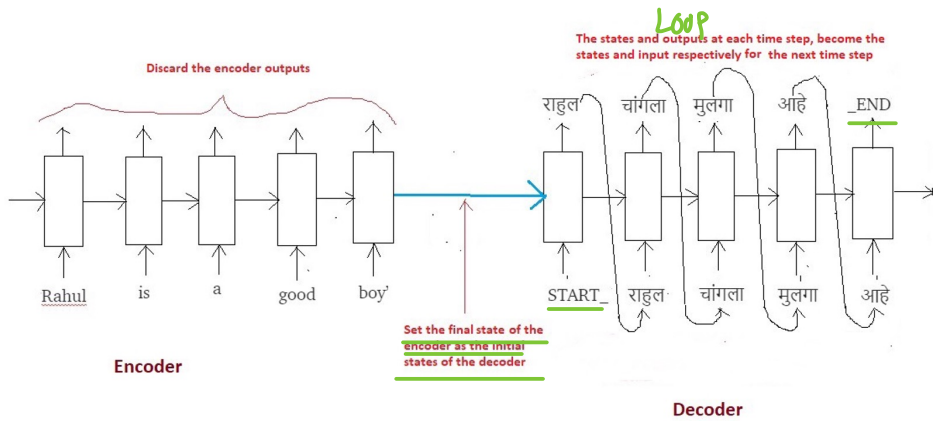 LOOP
The states and outputs at each time step, become the
states and input respectively for the next time step
Discard the encoder outputs
राहुल चांगला मुलगा आहे _END
Rahul is a good boy'
START_ राहुल चांगला मुलगा आहे
Set the final state of the
encoder as the initial
states of the decoder
Encoder
Decoder